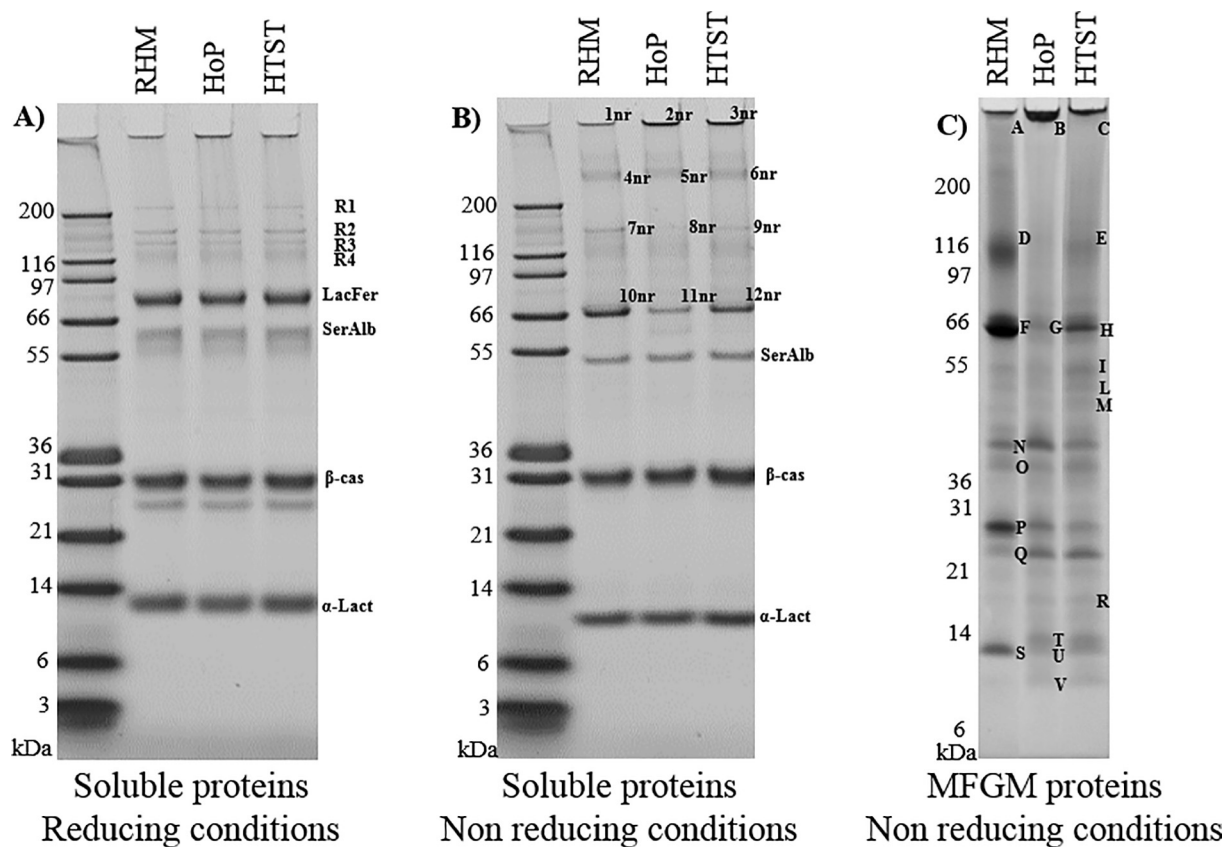 A)
RHM
HoP
HTST
200
116
97
66
55
36
31
21
14
6
3
kDa
R1
R2
R3
R4
LacFer
SerAlb
β-cas
α-Lact
Soluble proteins
Reducing conditions
B)
RHM
HoP
HTST
200
116
97
66
55
36
31
21
14
6
3
1nr 2nr 3nr
4nr 5nr 6nr
7nr 8nr 9nr
10nr 11nr 12nr
SerAlb
β-cas
α-Lact
Soluble proteins
Non reducing conditions
C)
RHM
HoP
HTST
200
116
97
66
55
36
31
21
14
6
kDa
A B C
D E
F G H
I
L
M
N
O
P
Q
R
S T
U
V
MFGM proteins
Non reducing conditions